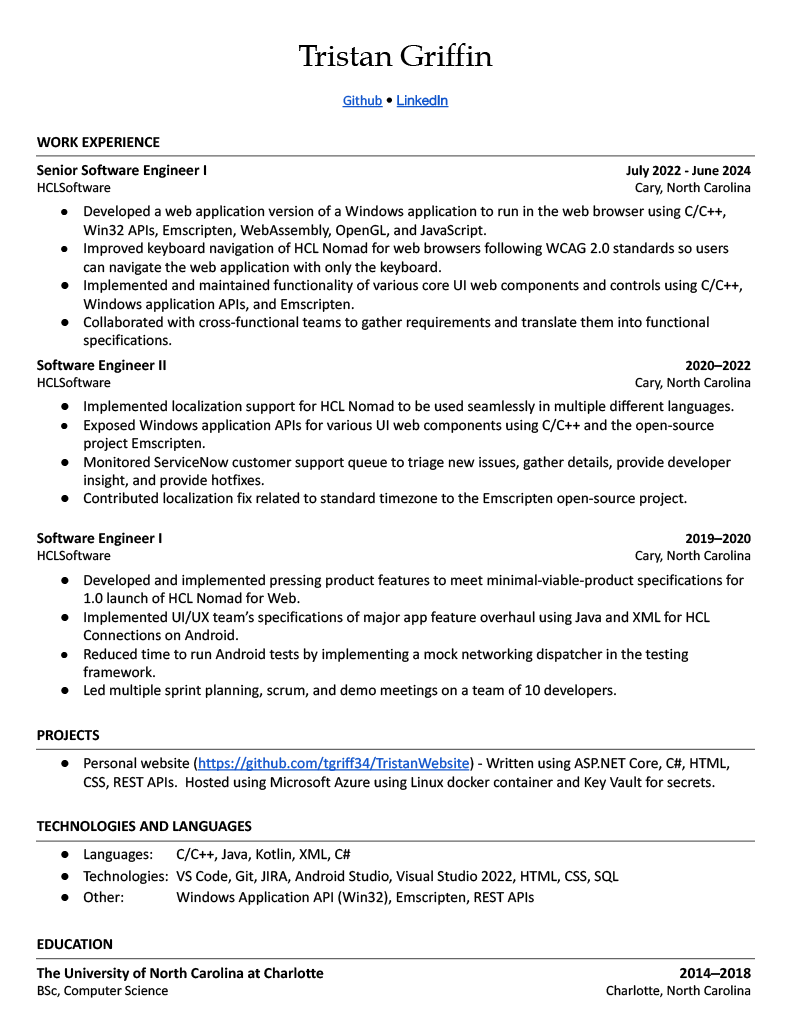 Tristan Griffin
Github • LinkedIn
WORK EXPERIENCE
Senior Software Engineer I July 2022 - June 2024
HCLSoftware Cary, North Carolina
● Developed a web application version of a Windows application to run in the web browser using C/C++,
Win32 APIs, Emscripten, WebAssembly, OpenGL, and JavaScript.
● Improved keyboard navigation of HCL Nomad for web browsers following WCAG 2.0 standards so users
can navigate the web application with only the keyboard.
● Implemented and maintained functionality of various core UI web components and controls using C/C++,
Windows application APIs, and Emscripten.
● Collaborated with cross-functional teams to gather requirements and translate them into functional
specifications.
Software Engineer II 2020–2022
HCLSoftware Cary, North Carolina
● Implemented localization support for HCL Nomad to be used seamlessly in multiple different languages.
● Exposed Windows application APIs for various UI web components using C/C++ and the open-source
project Emscripten.
● Monitored ServiceNow customer support queue to triage new issues, gather details, provide developer
insight, and provide hotfixes.
● Contributed localization fix related to standard timezone to the Emscripten open-source project.
Software Engineer I 2019–2020
HCLSoftware Cary, North Carolina
● Developed and implemented pressing product features to meet minimal-viable-product specifications for
1.0 launch of HCL Nomad for Web.
● Implemented UI/UX team’s specifications of major app feature overhaul using Java and XML for HCL
Connections on Android.
● Reduced time to run Android tests by implementing a mock networking dispatcher in the testing
framework.
● Led multiple sprint planning, scrum, and demo meetings on a team of 10 developers.
PROJECTS
● Personal website (https://github.com/tgriff34/TristanWebsite) - Written using ASP.NET Core, C#, HTML,
CSS, REST APIs. Hosted using Microsoft Azure using Linux docker container and Key Vault for secrets.
TECHNOLOGIES AND LANGUAGES
● Languages: C/C++, Java, Kotlin, XML, C#
● Technologies: VS Code, Git, JIRA, Android Studio, Visual Studio 2022, HTML, CSS, SQL
● Other: Windows Application API (Win32), Emscripten, REST APIs
EDUCATION
The University of North Carolina at Charlotte 2014–2018
BSc, Computer Science Charlotte, North Carolina